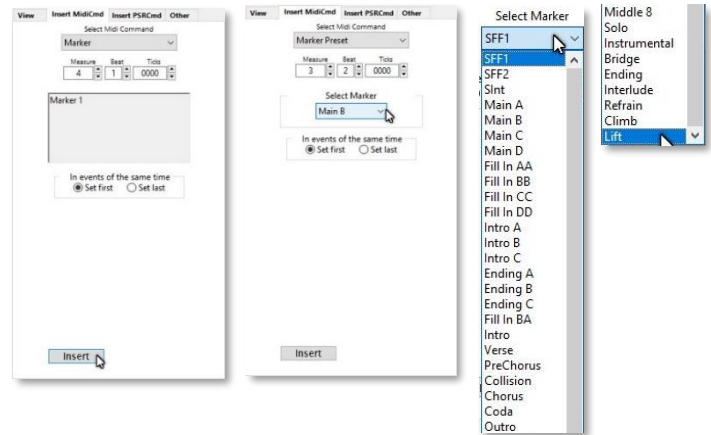 View Insert MidiCmd Insert PSRCmd Other
Select Midi Command
Marker
Measure Beat Ticks
4 1 0000
Marker 1
In events of the same time
Set first Set last
Insert
View Insert MidiCmd Insert PSRCmd Other
Select Midi Command
Marker Preset
Measure Beat Ticks
3 2 0000
Select Marker
Main B
In events of the same time
Set first Set last
Insert
Select Marker
SFF1
SFF1
SFF2
SInt
Main A
Main B
Main C
Main D
Fill In AA
Fill In BB
Fill In CC
Fill In DD
Intro A
Intro B
Intro C
Ending A
Ending B
Ending C
Fill In BA
Intro
Verse
PreChorus
Collision
Chorus
Coda
Outro
Middle 8
Solo
Instrumental
Bridge
Ending
Interlude
Refrain
Climb
Lift